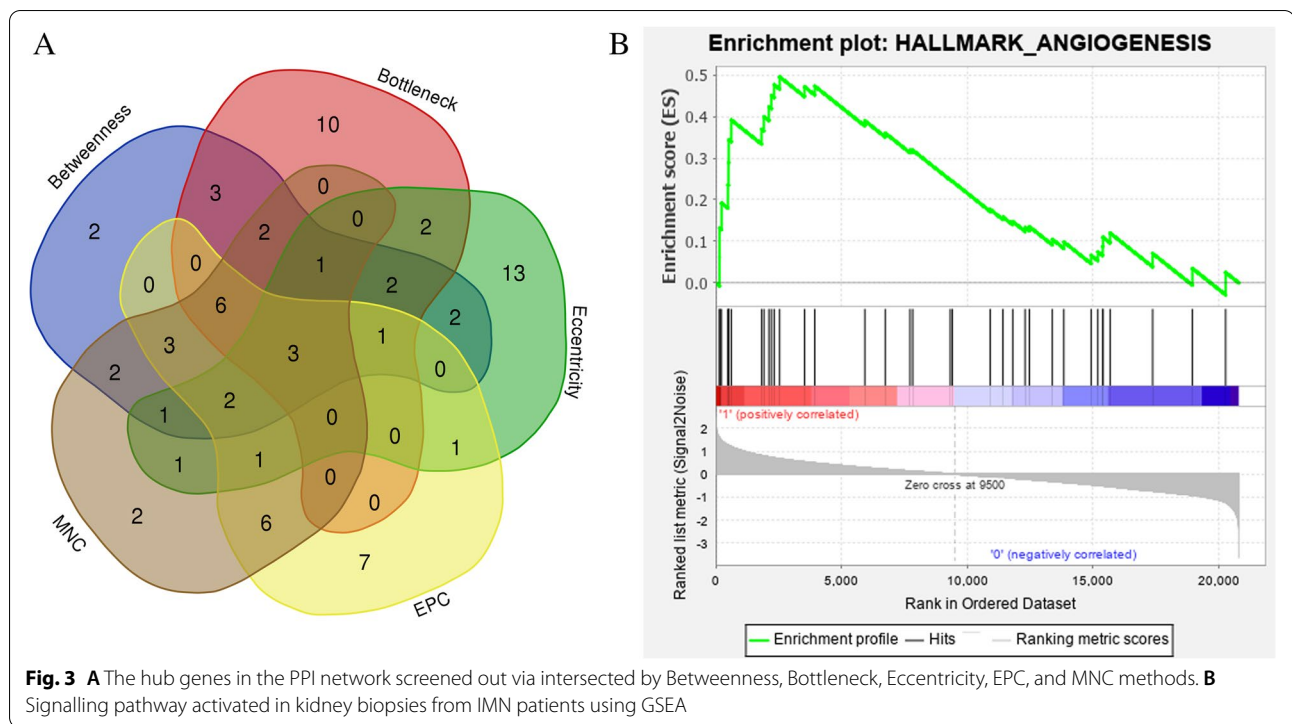 A
B
Betweenness
Bottleneck
Eccentricity
EPC
MNC
10
3
0
2
2
0
2
13
0
0
1
2
2
6
1
0
3
3
2
2
0
1
0
1
1
1
0
0
2
6
7
Enrichment plot: HALLMARK_ANGIOGENESIS
Enrichment score (ES)
0.5
0.4
0.3
0.2
0.1
0.0
'1' (positively correlated)
Ranked list metric (Signal2Noise)
2
1
0
-1
-2
-3
Zero cross at 9500
'0' (negatively correlated)
0
5,000
10,000
15,000
20,000
Rank in Ordered Dataset
Enrichment profile Hits Ranking metric scores
Fig. 3 A The hub genes in the PPI network screened out via intersected by Betweenness, Bottleneck, Eccentricity, EPC, and MNC methods. B
Signalling pathway activated in kidney biopsies from IMN patients using GSEA